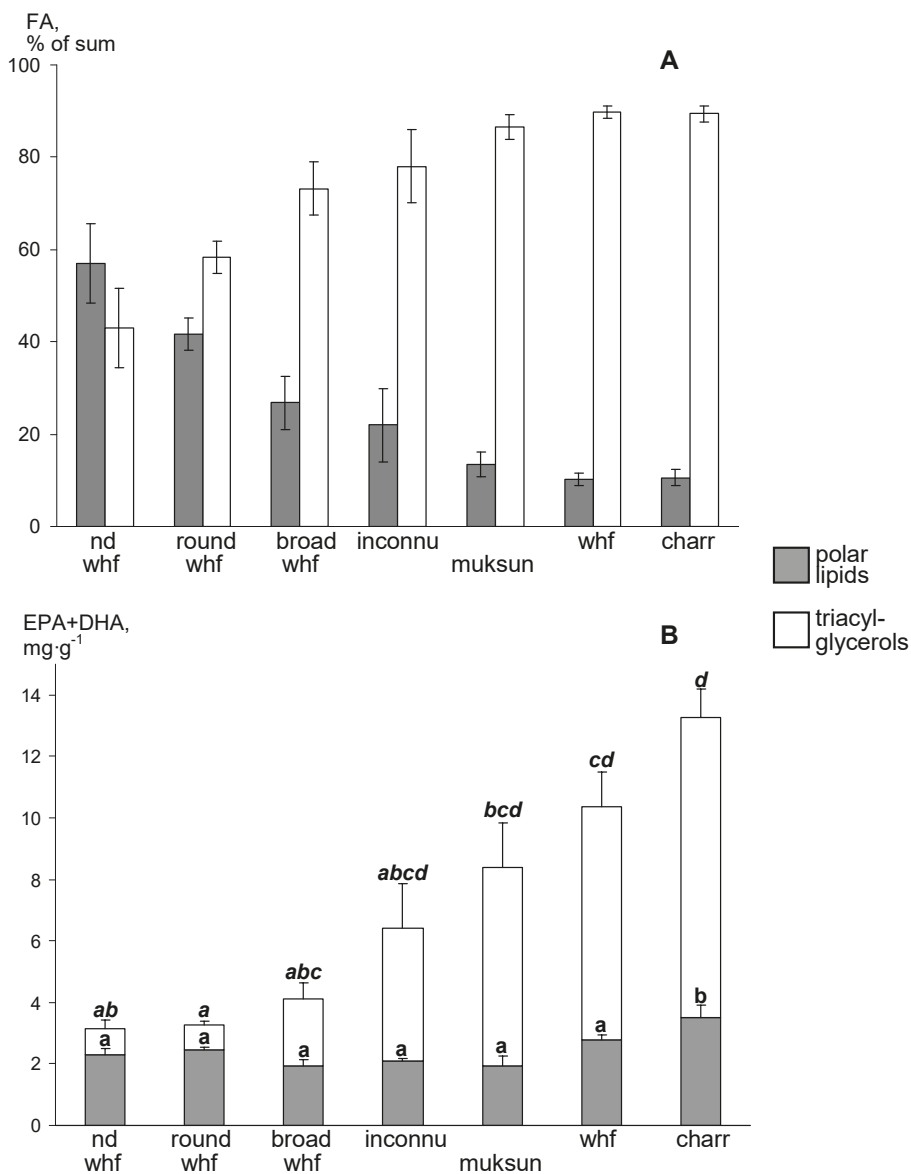 FA,
% of sum
A
100
80
60
40
20
0
nd
whf
round
whf
broad
whf
inconnu
muksun
whf
charr
polar
lipids
triacyl-
glycerols
EPA+DHA,
mg·g⁻¹
B
14
12
10
8
6
4
2
0
ab
a
abc
abcd
bcd
cd
d
a
a
a
a
a
a
b
nd
whf
round
whf
broad
whf
inconnu
muksun
whf
charr